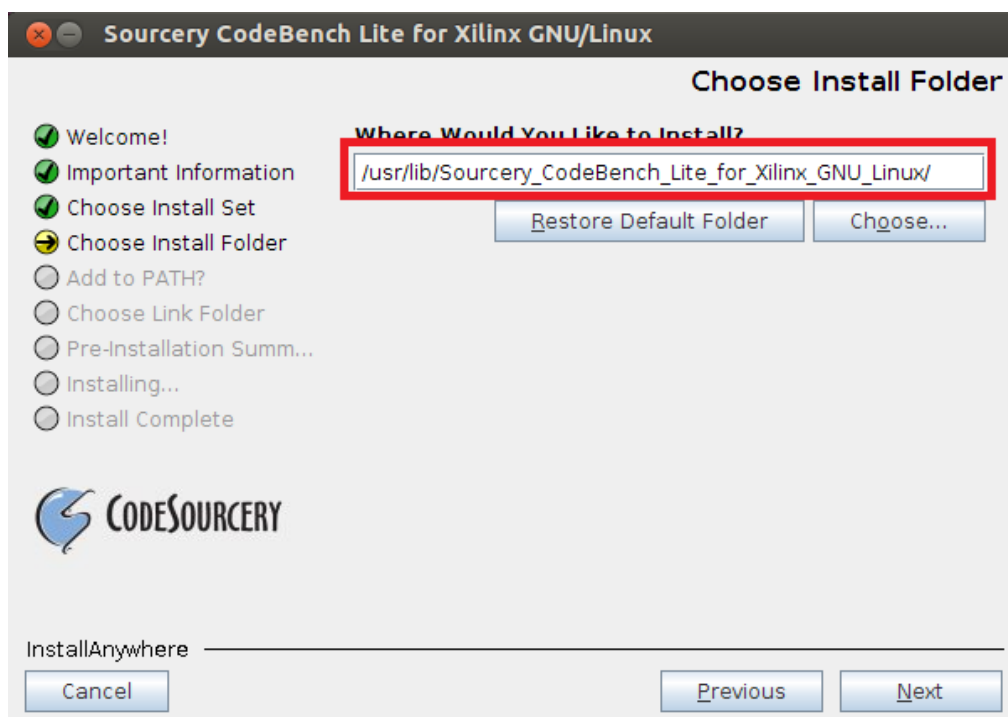 Sourcery CodeBench Lite for Xilinx GNU/Linux
Choose Install Folder
Welcome!
Important Information
Choose Install Set
Choose Install Folder
Add to PATH?
Choose Link Folder
Pre-Installation Summ...
Installing...
Install Complete
Where Would You Like to Install?
/usr/lib/Sourcery_CodeBench_Lite_for_Xilinx_GNU_Linux/
Restore Default Folder
Choose...
CODESOURCERY
InstallAnywhere
Cancel
Previous
Next